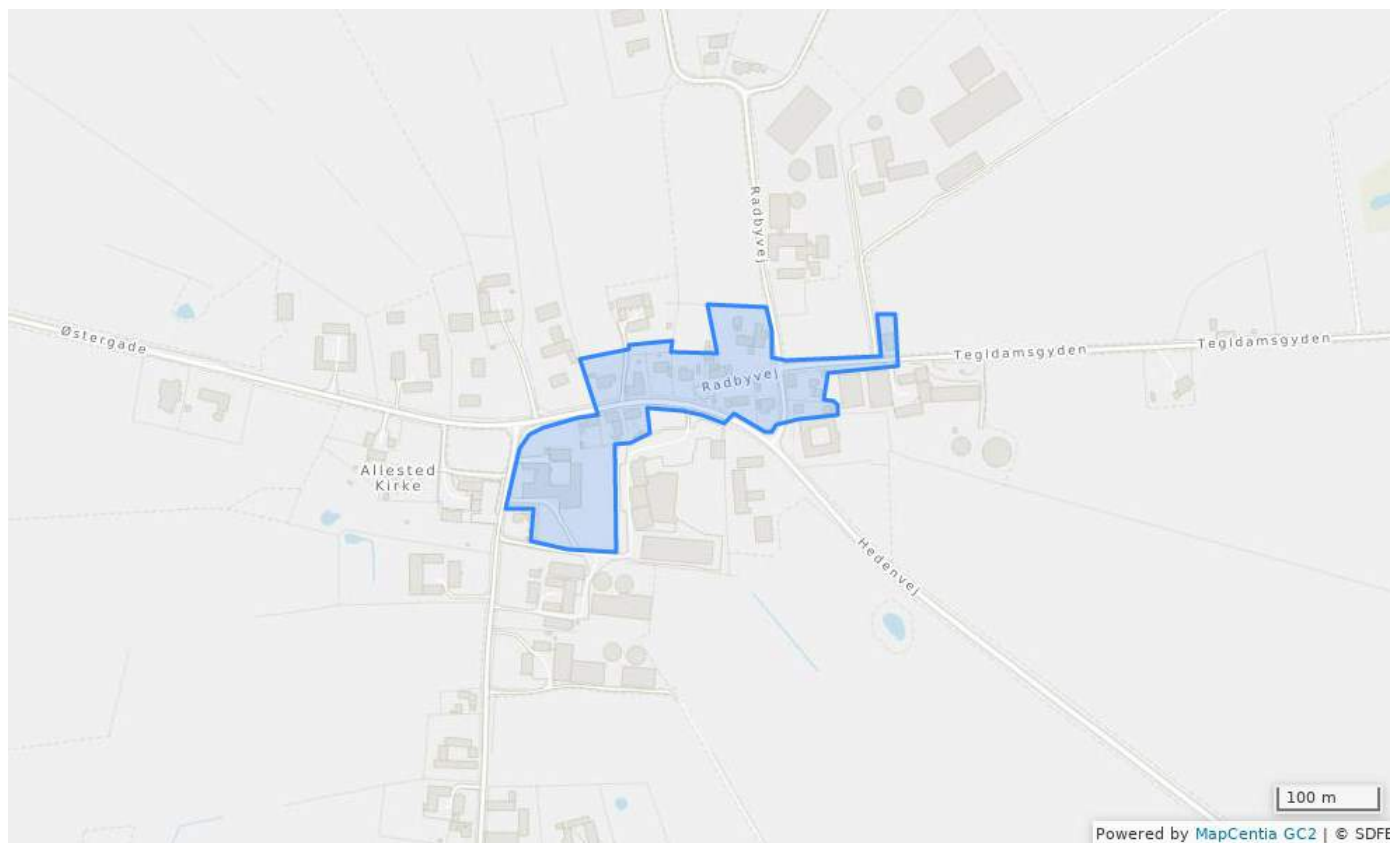 Radbyvej
Østergade
Tegldamsgyden
Tegldamsgyden
Radbyvej
Allested
Kirke
Hedenvej
100 m
Powered by MapCentia GC2 | © SDFE